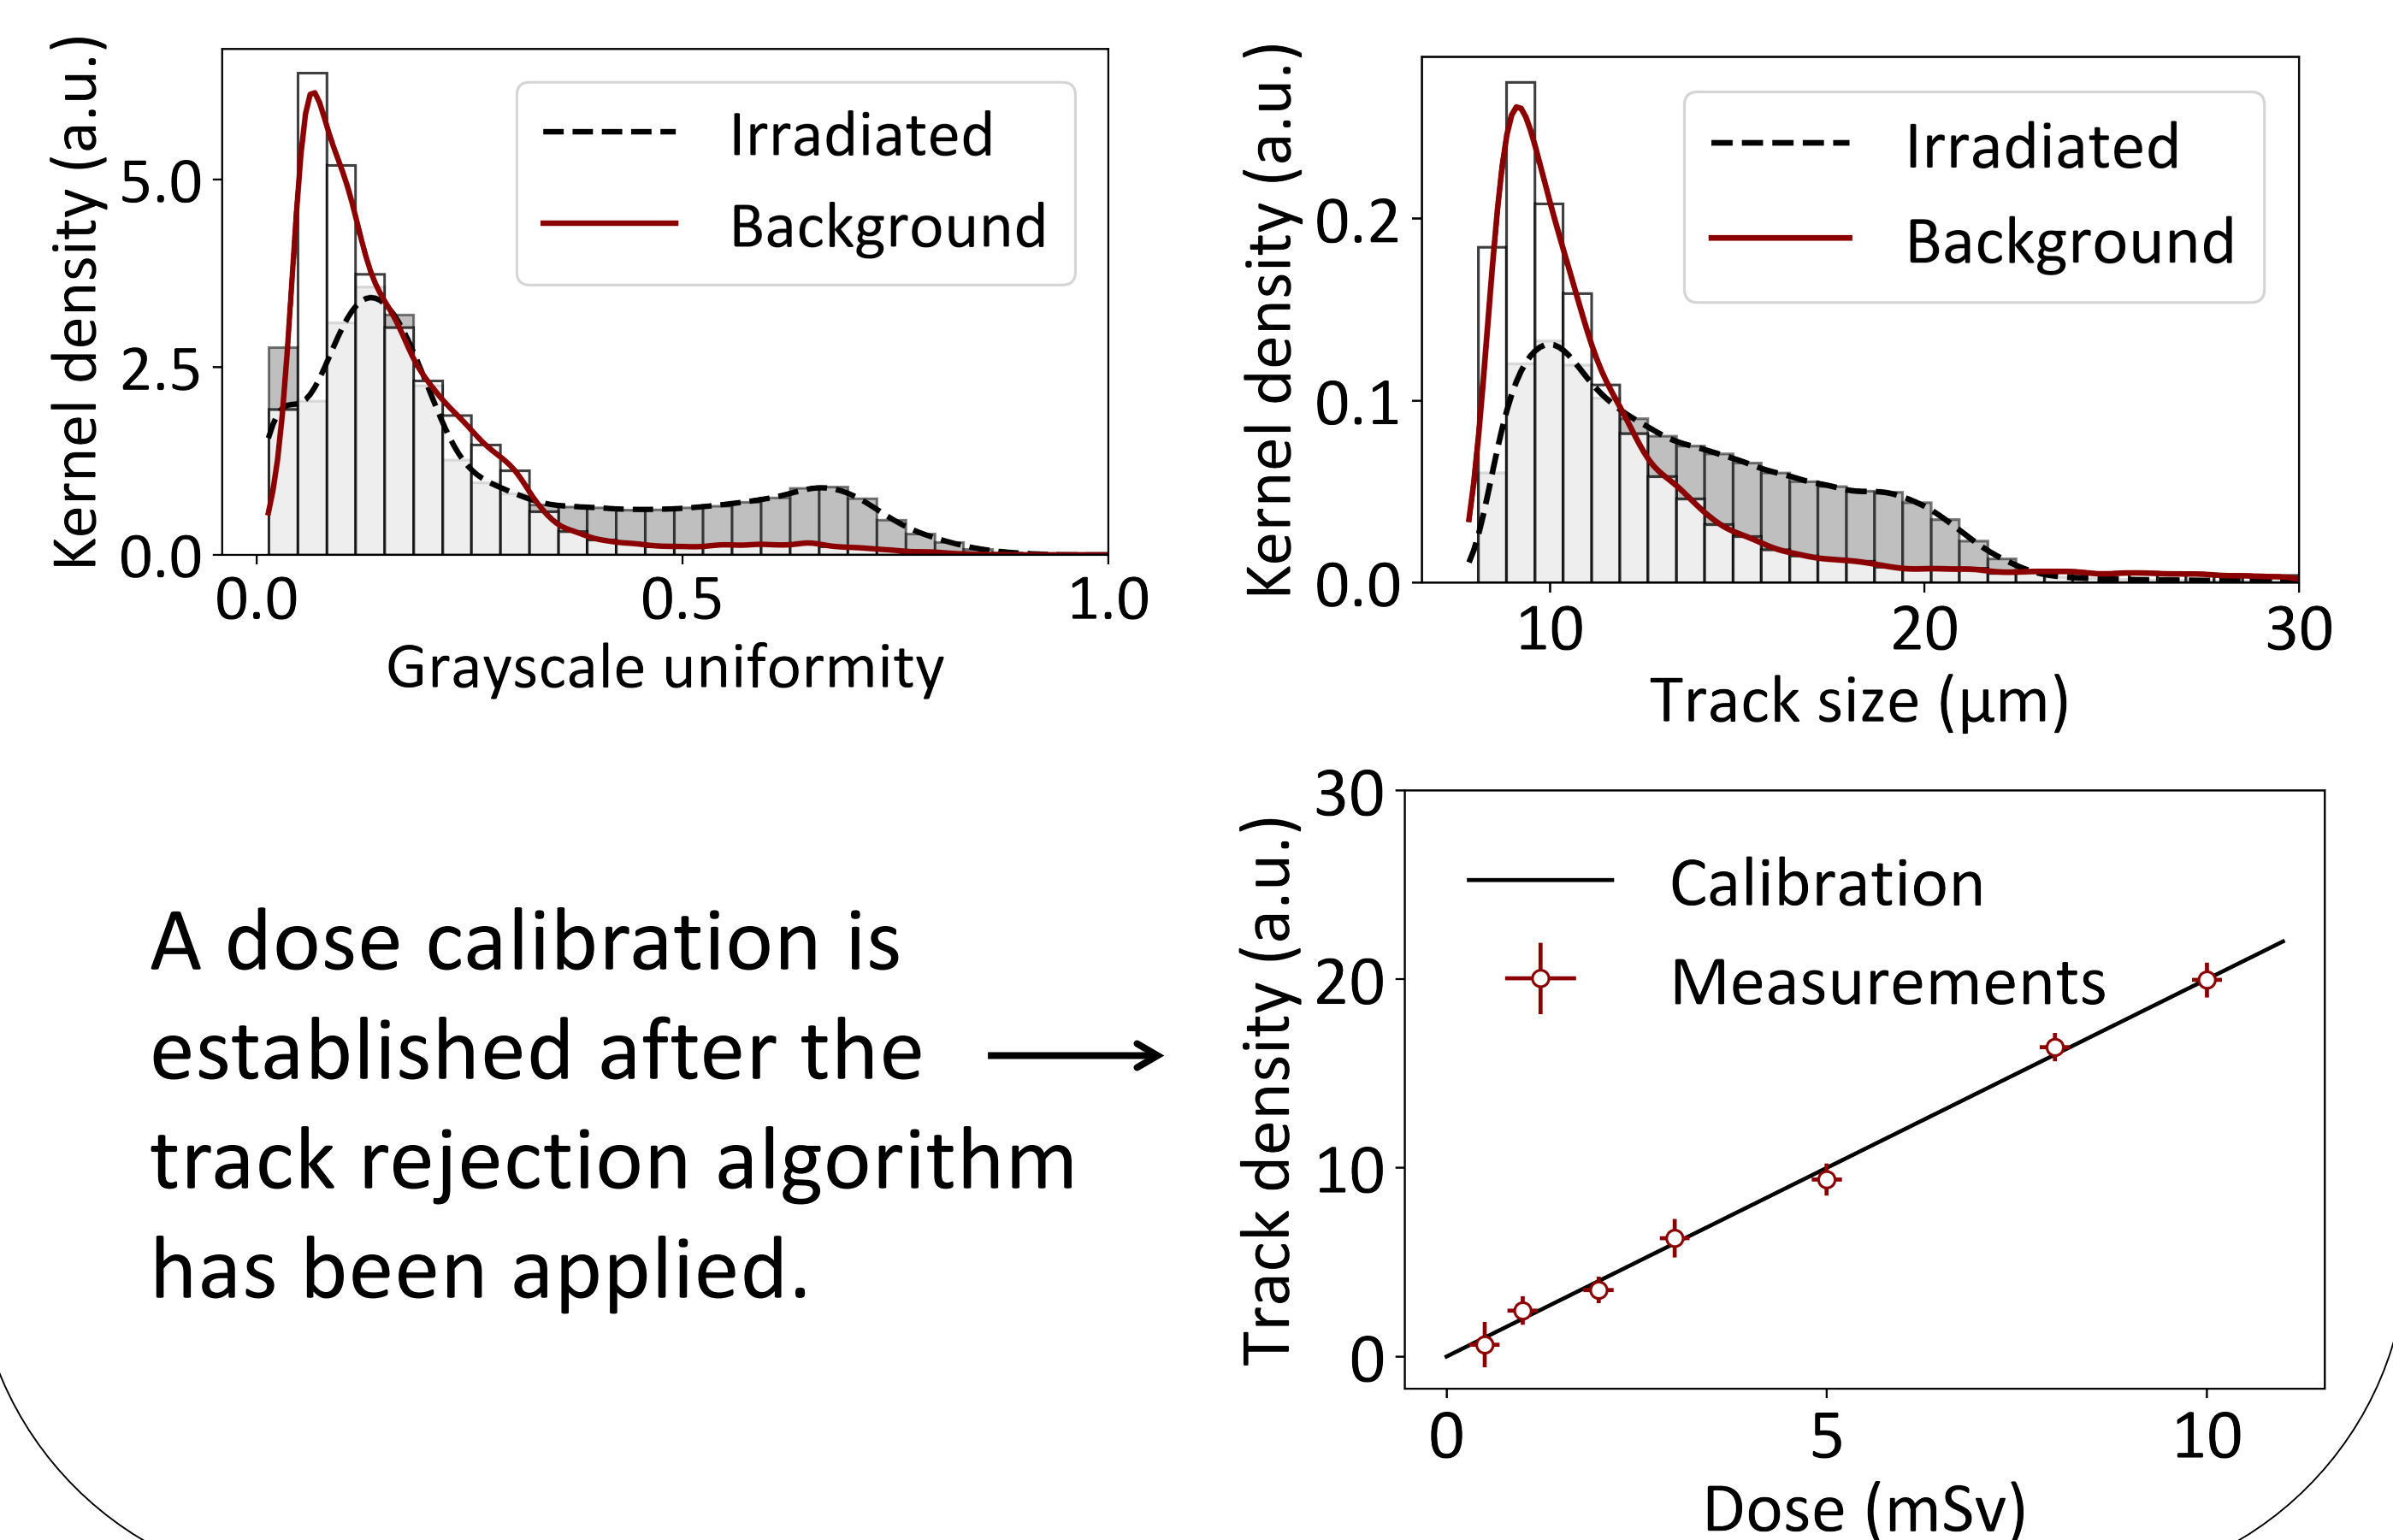 Kernel density (a.u.)
5.0
2.5
0.0
Irradiated
Background
0.0 0.5 1.0
Grayscale uniformity
Kernel density (a.u.)
0.2
0.1
0.0
Irradiated
Background
10 20 30
Track size (µm)
A dose calibration is
established after the
track rejection algorithm
has been applied.
Track density (a.u.)
30
20
10
0
Calibration
Measurements
0 5 10
Dose (mSv)